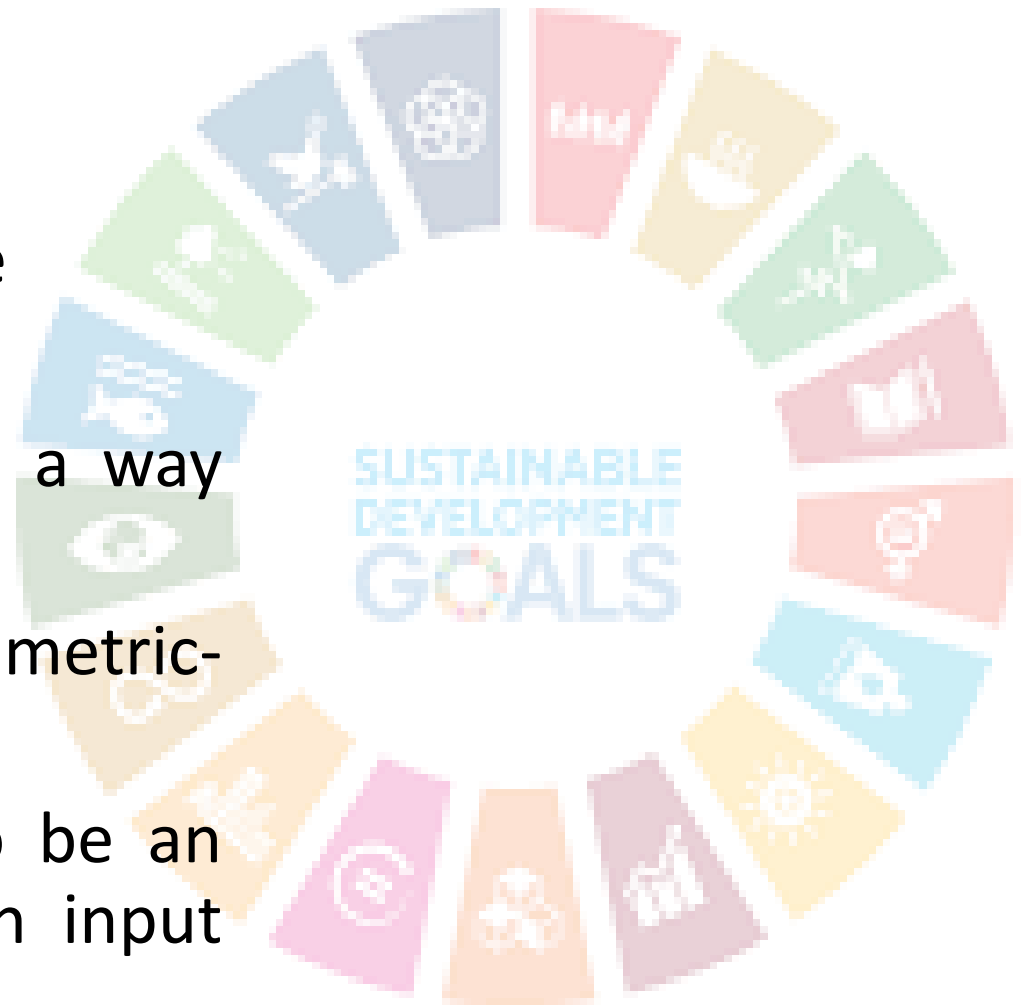 e
a way
SUSTAINABLE
DEVELOPMENT
GOALS
metric-
be an
input